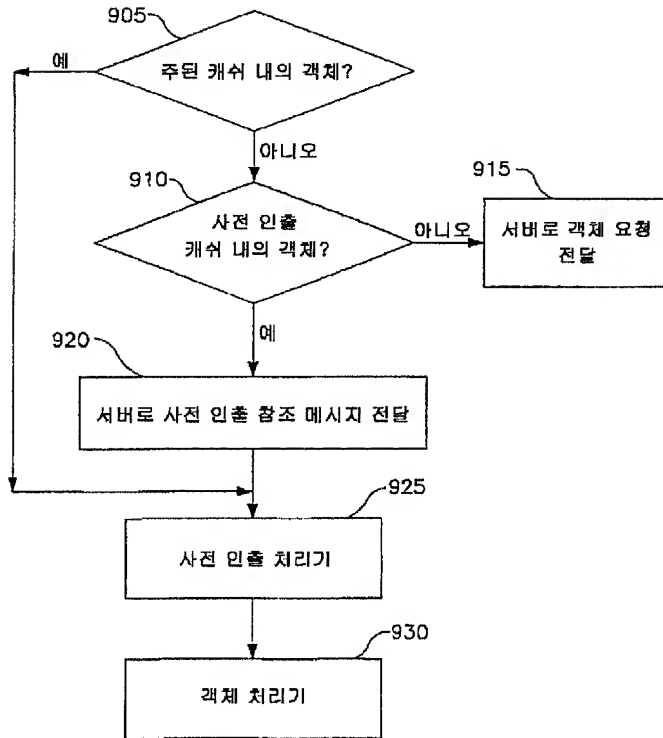 905
예
주된 캐쉬 내의 객체?
아니오
910
915
사전 인출
캐쉬 내의 객체?
아니오
서버로 객체 요청
전달
예
920
서버로 사전 인출 참조 메시지 전달
925
사전 인출 처리기
930
객체 처리기